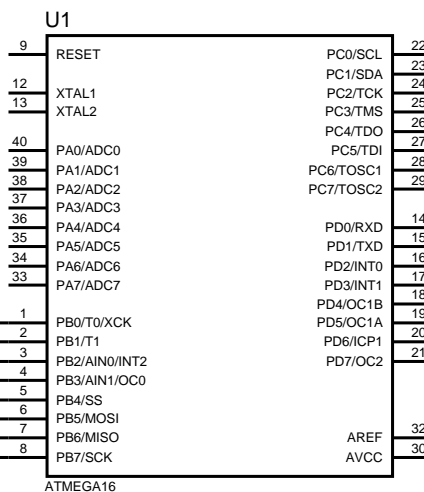 U1
9 RESET PC0/SCL 22
PC1/SDA 23
12 XTAL1 PC2/TCK 24
13 XTAL2 PC3/TMS 25
PC4/TDO 26
40 PA0/ADC0 PC5/TDI 27
39 PA1/ADC1 PC6/TOSC1 28
38 PA2/ADC2 PC7/TOSC2 29
37 PA3/ADC3
36 PA4/ADC4 PD0/RXD 14
35 PA5/ADC5 PD1/TXD 15
34 PA6/ADC6 PD2/INT0 16
33 PA7/ADC7 PD3/INT1 17
PD4/OC1B 18
1 PB0/T0/XCK PD5/OC1A 19
2 PB1/T1 PD6/ICP1 20
3 PB2/AIN0/INT2 PD7/OC2 21
4 PB3/AIN1/OC0
5 PB4/SS
6 PB5/MOSI
7 PB6/MISO AREF 32
8 PB7/SCK AVCC 30
ATMEGA16